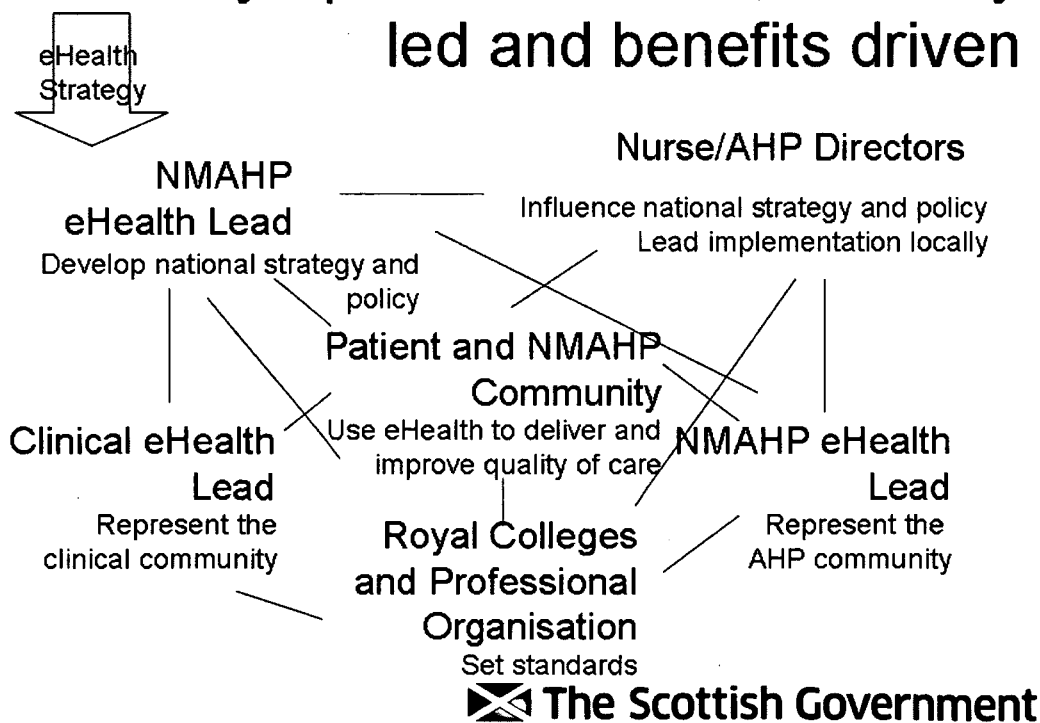 led and benefits driven
eHealth
Strategy
Nurse/AHP Directors
Influence national strategy and policy
Lead implementation locally
NMAHP
eHealth Lead
Develop national strategy and
policy
Patient and NMAHP
Community
Use eHealth to deliver and
improve quality of care
Clinical eHealth
Lead
Represent the
clinical community
NMAHP eHealth
Lead
Represent the
AHP community
Royal Colleges
and Professional
Organisation
Set standards
The Scottish Government